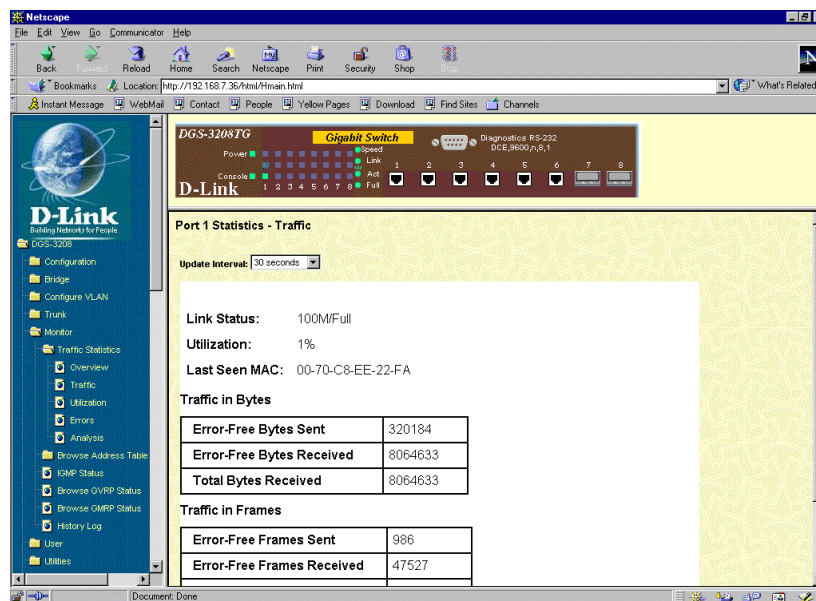 Netscape
File Edit View Go Communicator Help
Back Forward Reload Home Search Netscape Print Security Shop Stop
Bookmarks Location: http://192.168.7.36/html/Hmain.html What's Related
Instant Message WebMail Contact People Yellow Pages Download Find Sites Channels
D-Link
Building Networks for People
DGS-3208
Configuration
Bridge
Configure VLAN
Trunk
Monitor
Traffic Statistics
Overview
Traffic
Utilization
Errors
Analysis
Browse Address Table
IGMP Status
Browse GVRP Status
Browse GMRP Status
History Log
User
Utilities
DGS-3208TG
Gigabit Switch
Power
Console
D-Link
1 2 3 4 5 6 7 8
Speed
Link
Act
Full
Diagnostics RS-232
DCE,9600,n,8,1
1 2 3 4 5 6 7 8
Port 1 Statistics - Traffic
Update Interval: 30 seconds
Link Status: 100M/Full
Utilization: 1%
Last Seen MAC: 00-70-C8-EE-22-FA
Traffic in Bytes
Error-Free Bytes Sent 320184
Error-Free Bytes Received 8064633
Total Bytes Received 8064633
Traffic in Frames
Error-Free Frames Sent 986
Error-Free Frames Received 47527
Document: Done